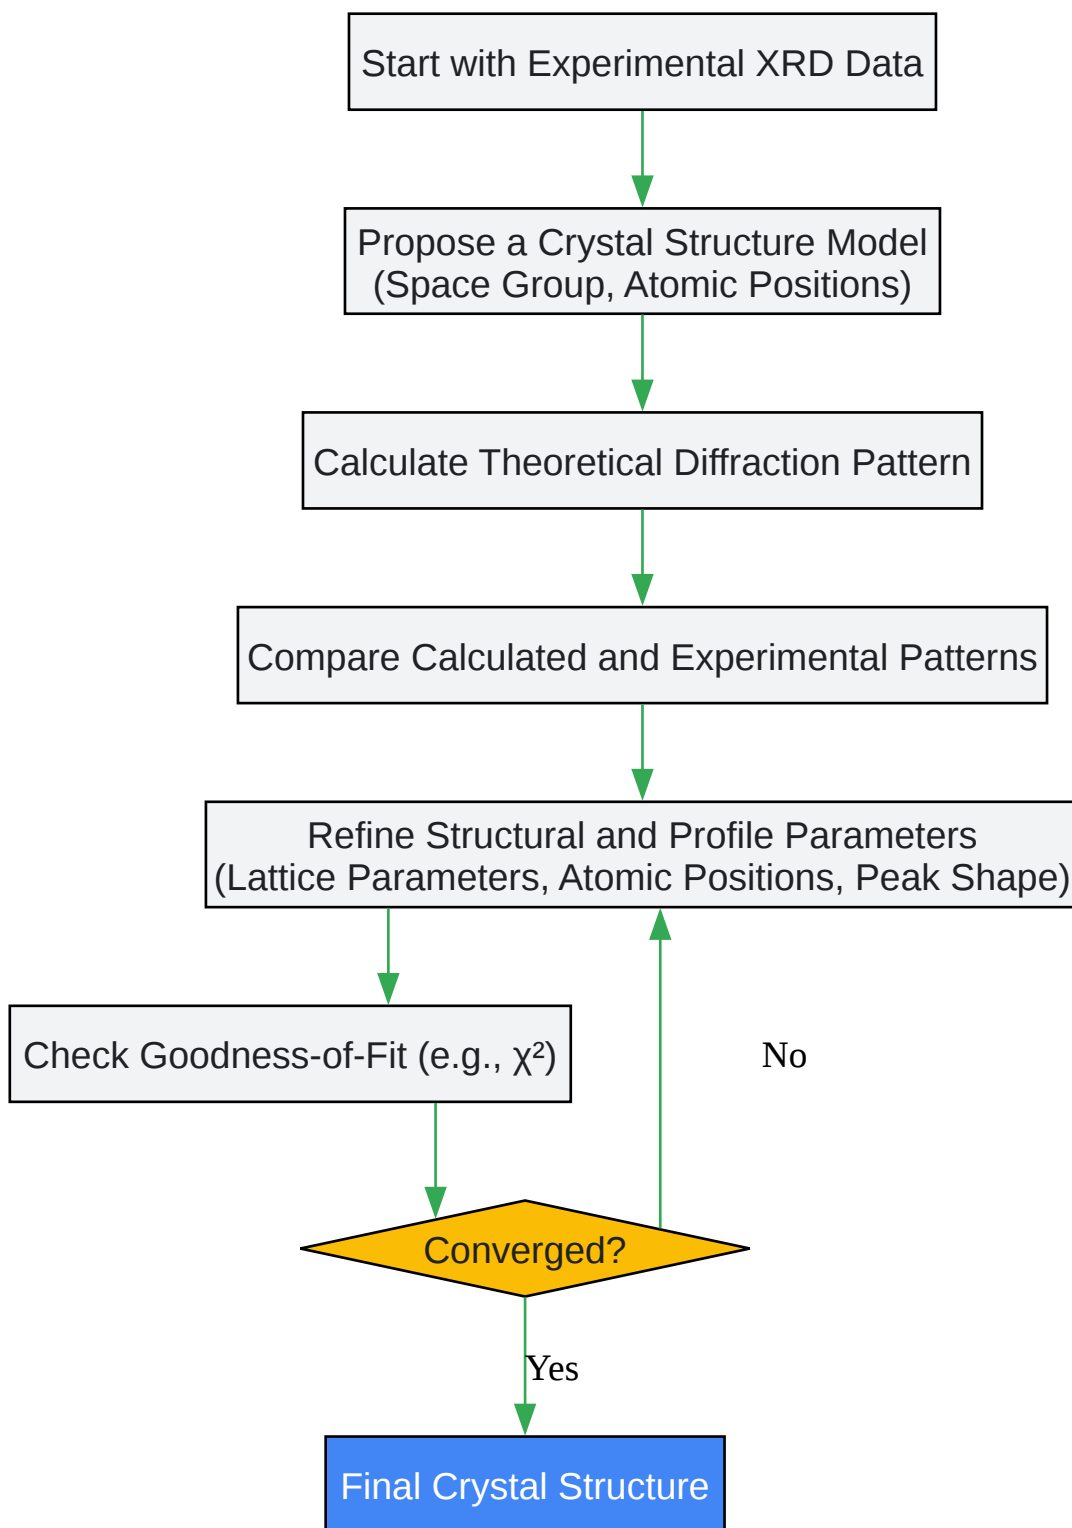 Start with Experimental XRD Data
Propose a Crystal Structure Model
(Space Group, Atomic Positions)
Calculate Theoretical Diffraction Pattern
Compare Calculated and Experimental Patterns
Refine Structural and Profile Parameters
(Lattice Parameters, Atomic Positions, Peak Shape)
Check Goodness-of-Fit (e.g., χ²)
No
Converged?
Yes
Final Crystal Structure